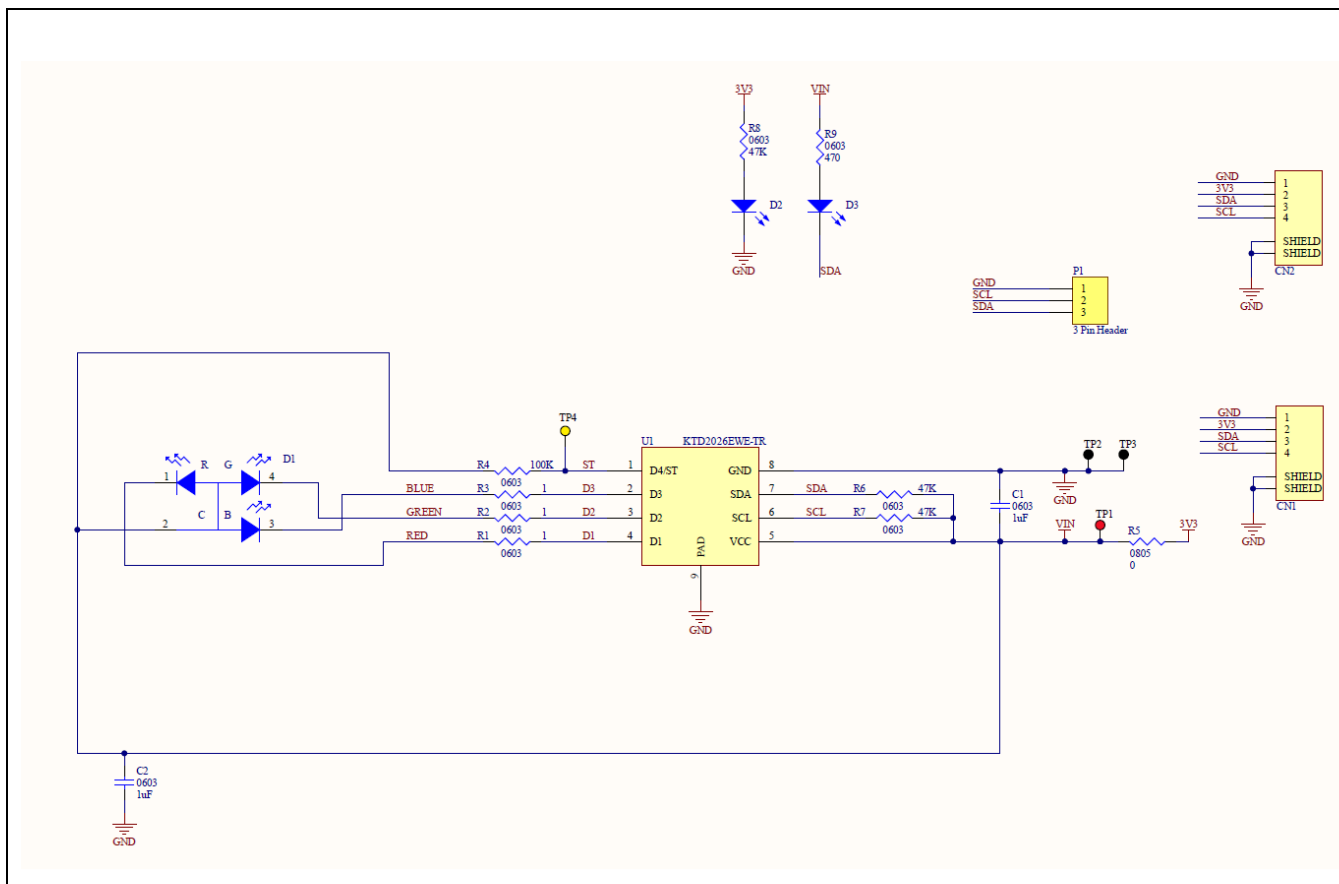 3V3
VIN
R8
0603
47K
R9
0603
470
D2
D3
GND
SDA
GND
3V3
SDA
SCL
1
2
3
4
SHIELD
SHIELD
CN2
GND
P1
GND
SCL
SDA
1
2
3
3 Pin Header
GND
3V3
SDA
SCL
1
2
3
4
SHIELD
SHIELD
CN1
GND
TP4
U1
KTD2026EWE-TR
TP2
TP3
1
R
G
D1
4
2
C
B
3
R4
100K
ST
1
0603
BLUE
R3
1
D3
2
0603
GREEN
R2
1
D2
3
0603
RED
R1
1
D1
4
0603
D4/ST
GND
8
D3
SDA
7
D2
SCL
6
D1
VCC
5
PAD
9
GND
SDA
R6
47K
0603
SCL
R7
47K
0603
C1
0603
1uF
GND
VIN
TP1
R5
3V3
0805
0
C2
0603
1uF
GND